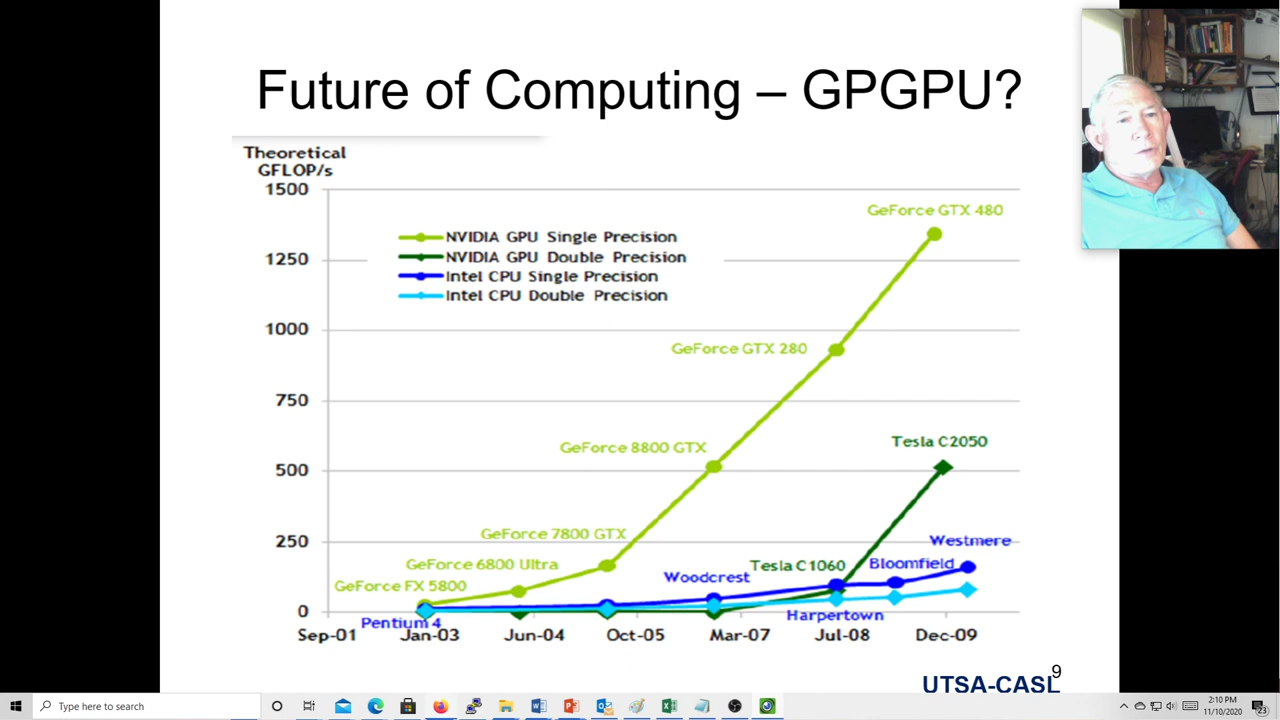 Future of Computing – GPGPU?
Theoretical
GFLOP/s
1500
1250
1000
750
500
250
0
NVIDIA GPU Single Precision
NVIDIA GPU Double Precision
Intel CPU Single Precision
Intel CPU Double Precision
GeForce GTX 480
GeForce GTX 280
Tesla C2050
GeForce 8800 GTX
GeForce 7800 GTX
Westmere
GeForce 6800 Ultra
Tesla C1060
Bloomfield
Woodcrest
GeForce FX 5800
Harpertown
Pentium 4
Sep-01 Jan-03 Jun-04 Oct-05 Mar-07 Jul-08 Dec-09
9
UTSA-CASL
Type here to search
2:10 PM
11/10/2020
23